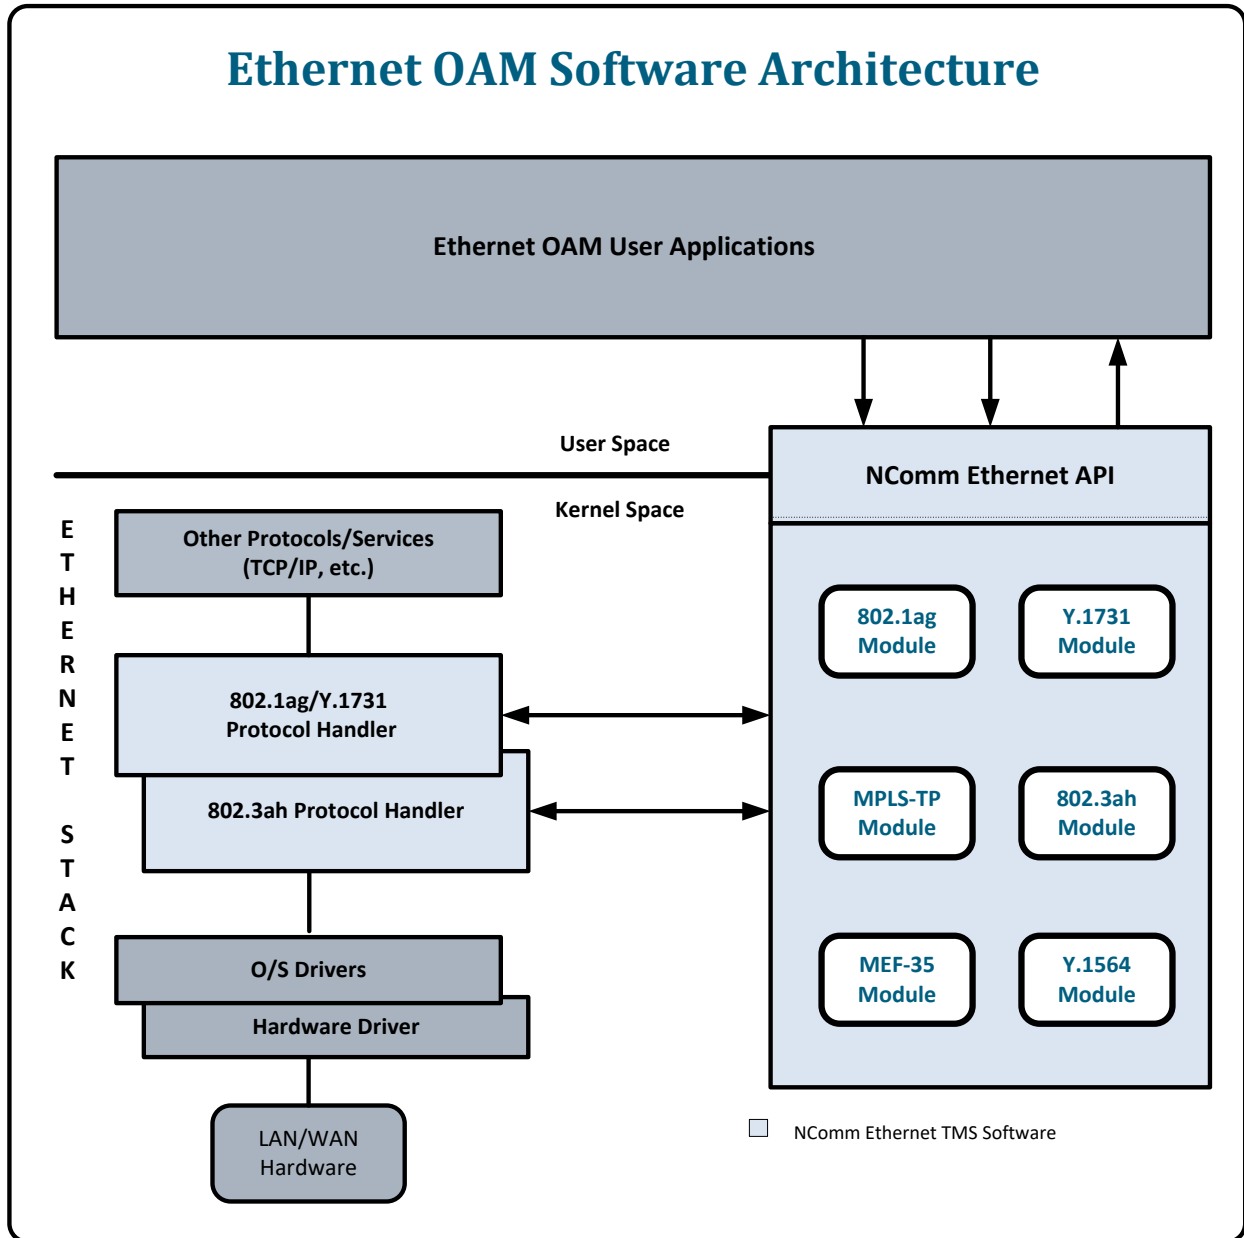 Ethernet OAM Software Architecture
Ethernet OAM User Applications
User Space
NComm Ethernet API
Kernel Space
ETHERNET STACK
Other Protocols/Services
(TCP/IP, etc.)
802.1ag/Y.1731
Protocol Handler
802.3ah Protocol Handler
O/S Drivers
Hardware Driver
LAN/WAN
Hardware
802.1ag
Module
Y.1731
Module
MPLS-TP
Module
802.3ah
Module
MEF-35
Module
Y.1564
Module
NComm Ethernet TMS Software